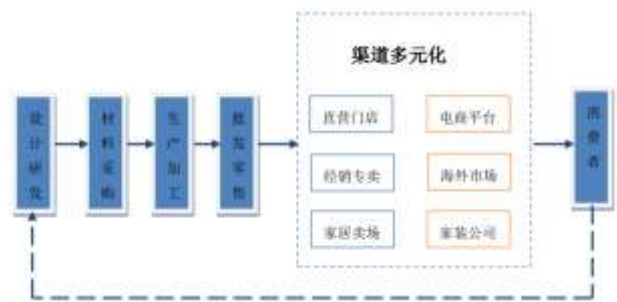 渠道多元化
设计研发
材料采购
生产加工
批发零售
直营门店
电商平台
经销专卖
海外市场
家居卖场
家装公司
消费者